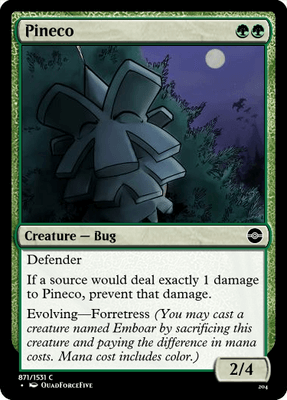 Pineco
Creature — Bug
Defender
If a source would deal exactly 1 damage
to Pineco, prevent that damage.
Evolving—Forretress (You may cast a
creature named Emboar by sacrificing this
creature and paying the difference in mana
costs. Mana cost includes color.)
2/4
871/1531 C
• QuadForceFive
204